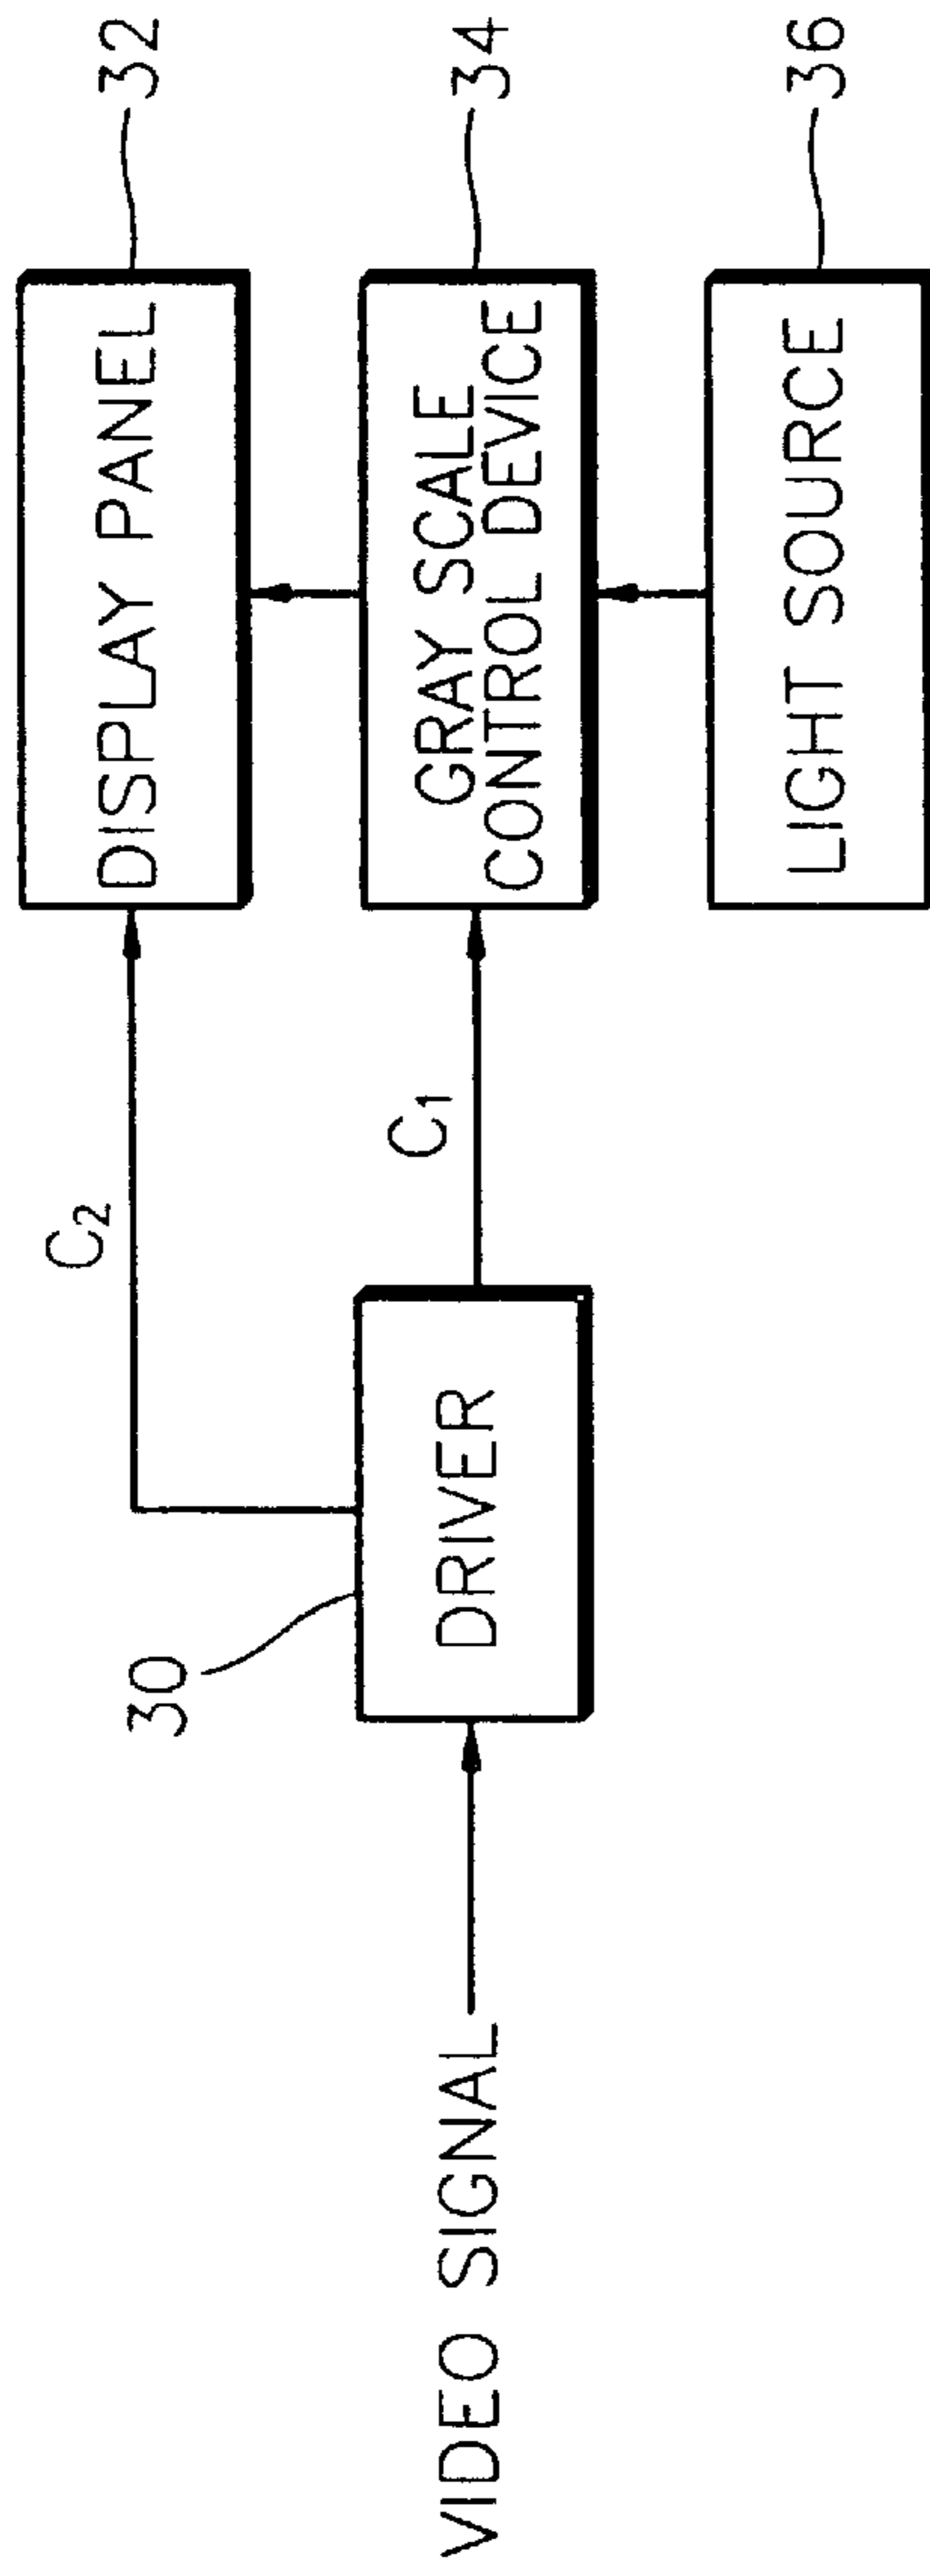 DISPLAY PANEL
32
C₂
30
GRAY SCALE
CONTROL DEVICE
34
C₁
VIDEO SIGNAL
DRIVER
LIGHT SOURCE
36